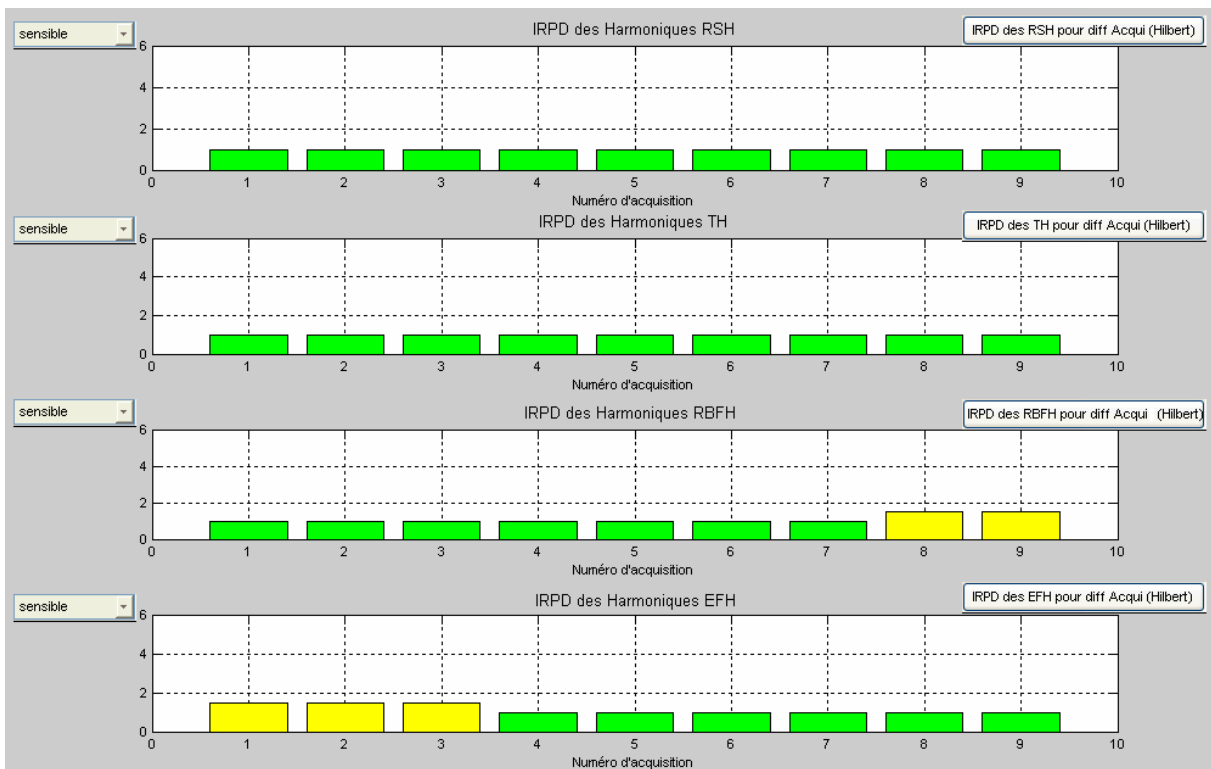 sensible
IRPD des Harmoniques RSH
IRPD des RSH pour diff Acqui (Hilbert)
6
4
2
0
0 1 2 3 4 5 6 7 8 9 10
Numéro d'acquisition
sensible
IRPD des Harmoniques TH
IRPD des TH pour diff Acqui (Hilbert)
6
4
2
0
0 1 2 3 4 5 6 7 8 9 10
Numéro d'acquisition
sensible
IRPD des Harmoniques RBFH
IRPD des RBFH pour diff Acqui (Hilbert)
6
4
2
0
0 1 2 3 4 5 6 7 8 9 10
Numéro d'acquisition
sensible
IRPD des Harmoniques EFH
IRPD des EFH pour diff Acqui (Hilbert)
6
4
2
0
0 1 2 3 4 5 6 7 8 9 10
Numéro d'acquisition